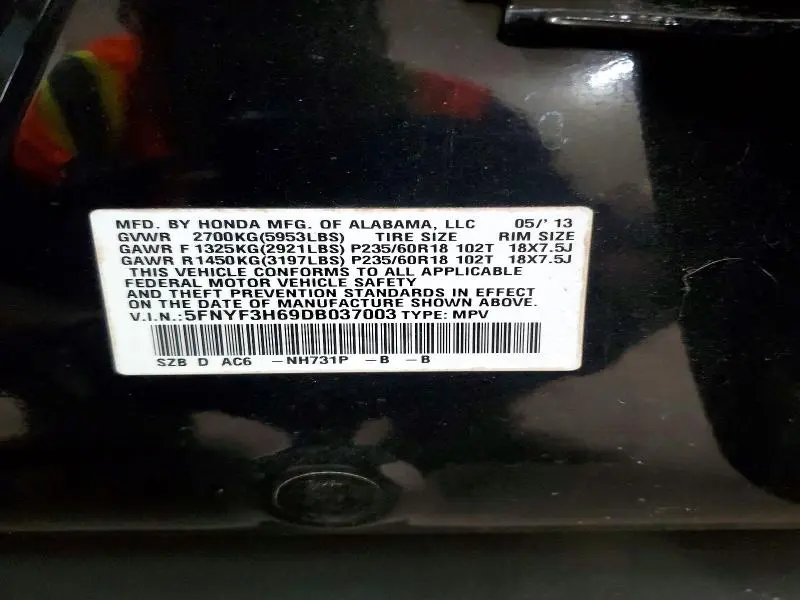 MFD. BY HONDA MFG. OF ALABAMA, LLC 05/' 13
GVWR 2700KG(5953LBS) TIRE SIZE RIM SIZE
GAWR F 1325KG(2921LBS) P235/60R18 102T 18X7.5J
GAWR R1450KG(3197LBS) P235/60R18 102T 18X7.5J
THIS VEHICLE CONFORMS TO ALL APPLICABLE
FEDERAL MOTOR VEHICLE SAFETY
AND THEFT PREVENTION STANDARDS IN EFFECT
ON THE DATE OF MANUFACTURE SHOWN ABOVE.
V.I.N.:5FNYF3H69DB037003 TYPE: MPV
SZB D AC6 -NH731P -B -B